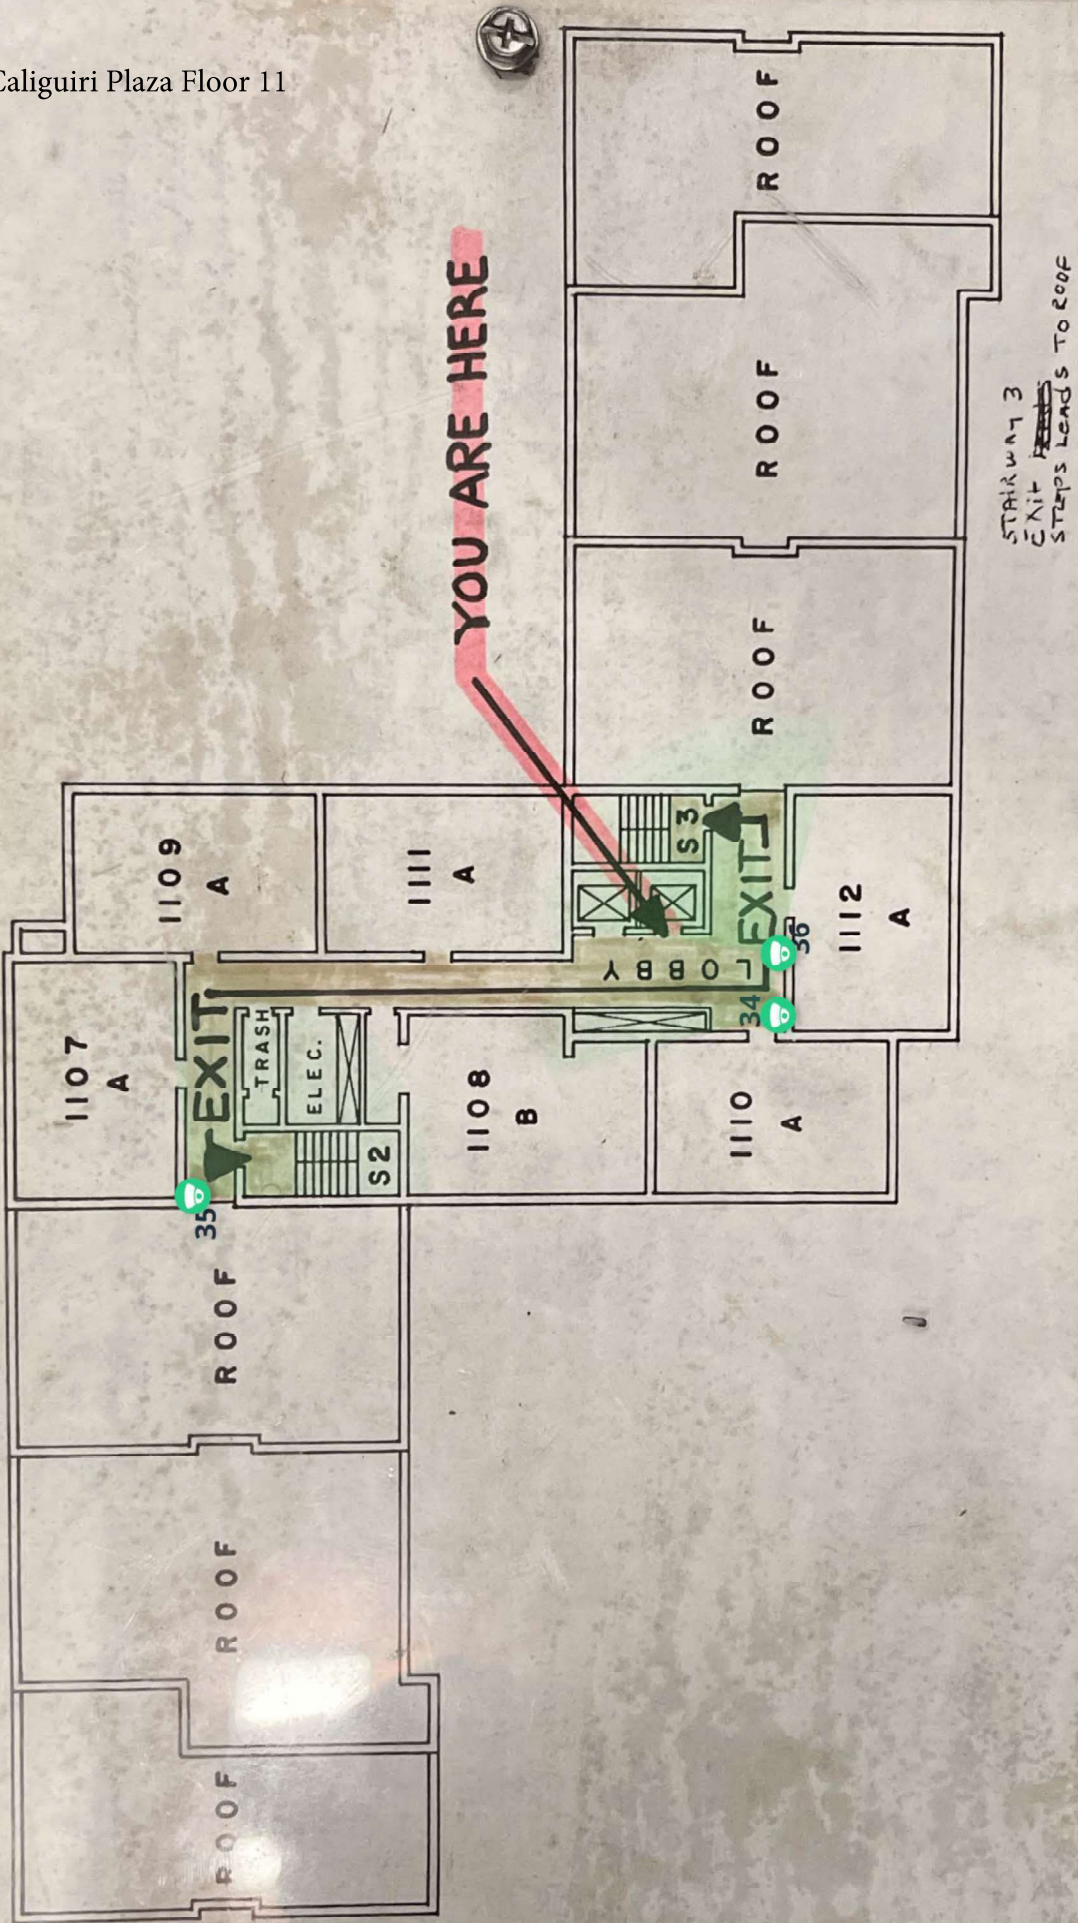 Caliguiri Plaza Floor 11
ROOF
ROOF
ROOF
YOU ARE HERE
STAIRWAY 3
EXit
STEPS LEADS TO ROOF
1109
A
1111
A
S3
EXIT
LOBBY
1112
A
36
34
1107
A
EXIT
TRASH
ELEC.
S2
1108
B
1110
A
35
ROOF
ROOF
ROOF